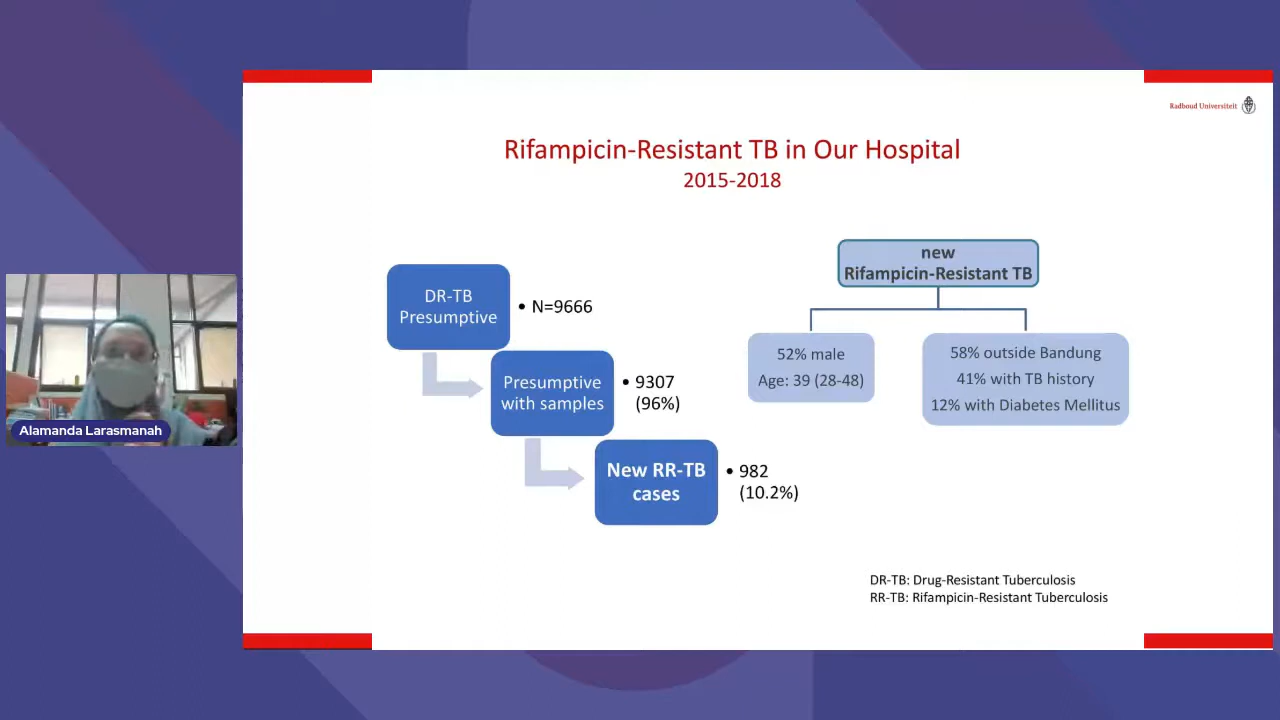 Radboud Universiteit
Rifampicin-Resistant TB in Our Hospital
2015-2018
DR-TB
Presumptive
• N=9666
Presumptive
with samples
• 9307
(96%)
New RR-TB
cases
• 982
(10.2%)
new
Rifampicin-Resistant TB
52% male
Age: 39 (28-48)
58% outside Bandung
41% with TB history
12% with Diabetes Mellitus
DR-TB: Drug-Resistant Tuberculosis
RR-TB: Rifampicin-Resistant Tuberculosis
Alamanda Larasmanah